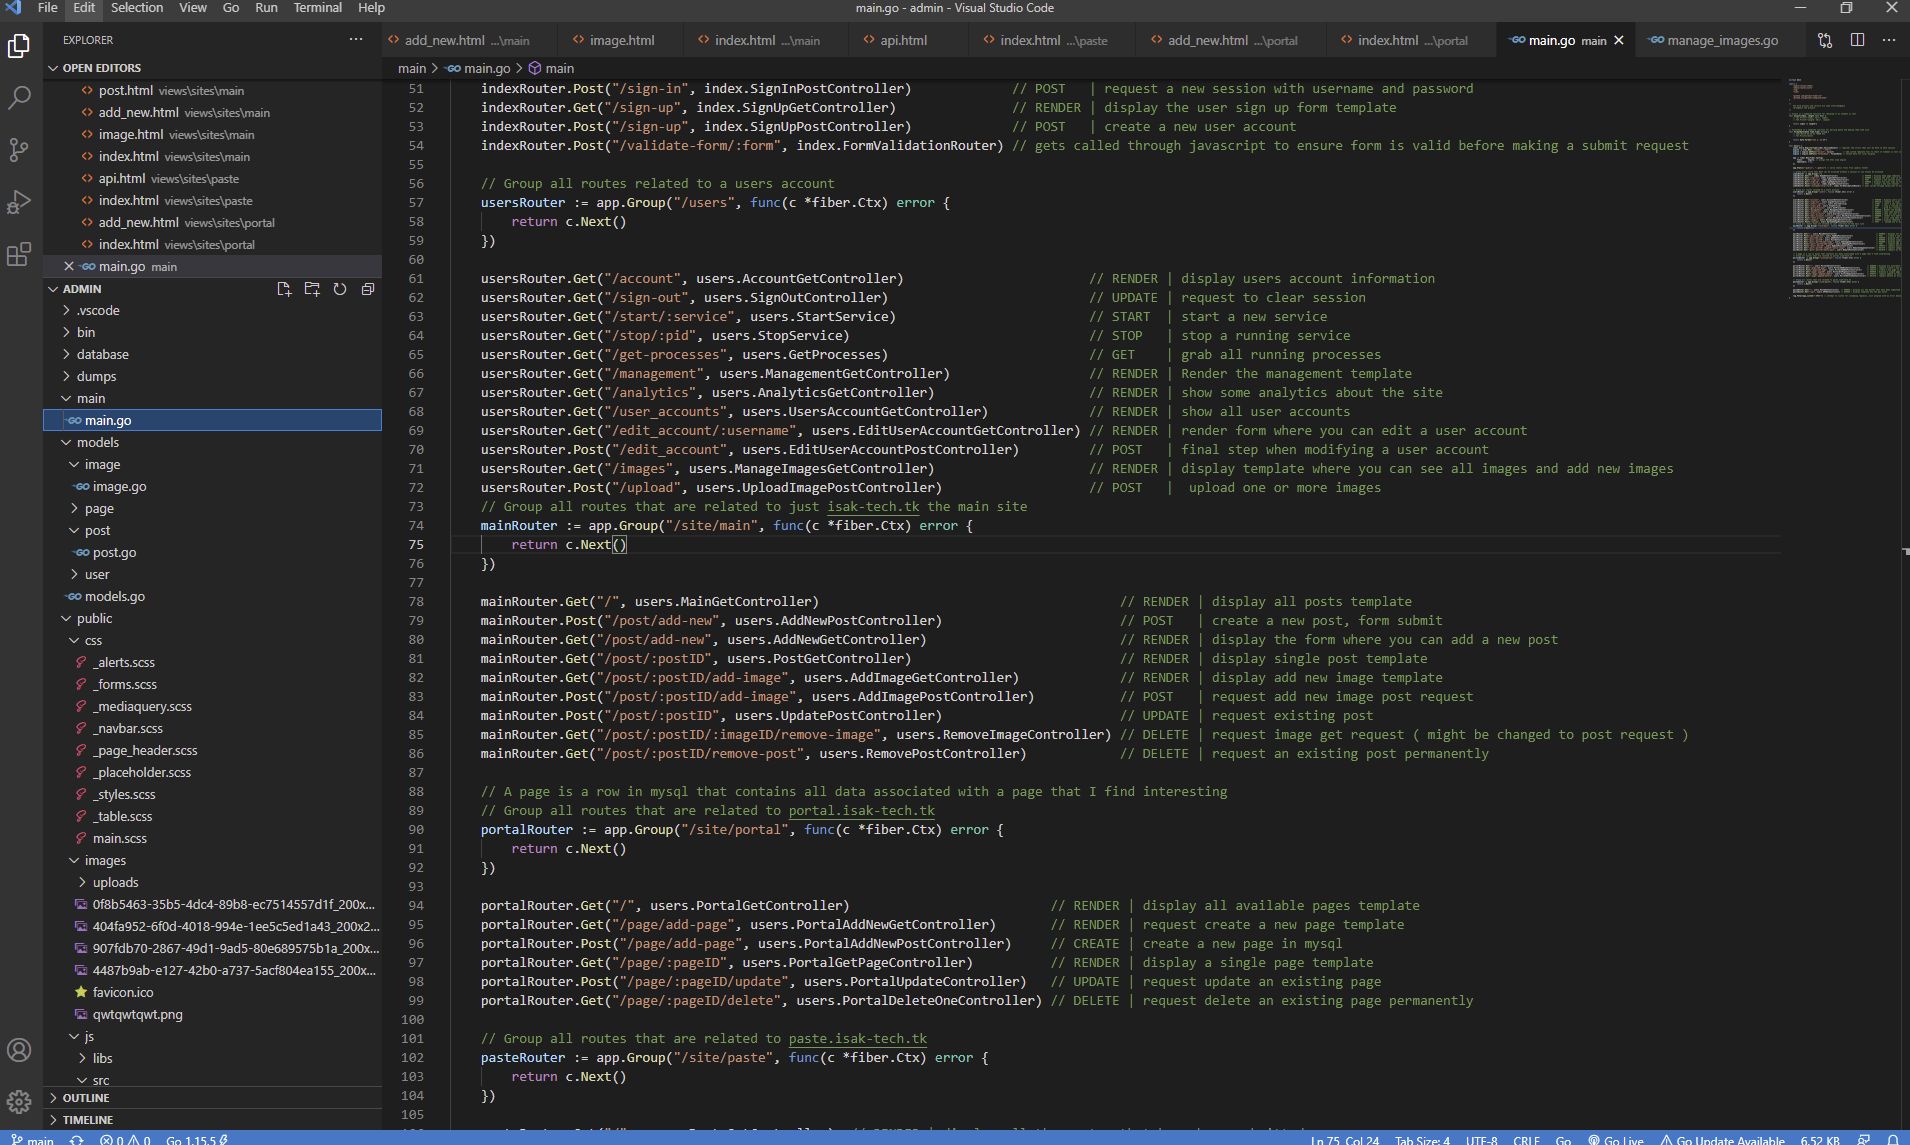 File Edit Selection View Go Run Terminal Help
main.go - admin - Visual Studio Code
EXPLORER
OPEN EDITORS
post.html views\sites\main
add_new.html views\sites\main
image.html views\sites\main
index.html views\sites\main
api.html views\sites\paste
index.html views\sites\paste
add_new.html views\sites\portal
index.html views\sites\portal
main.go main
ADMIN
.vscode
bin
database
dumps
main
main.go
models
image
image.go
page
post
post.go
user
models.go
public
css
_alerts.scss
_forms.scss
_mediaquery.scss
_navbar.scss
_page_header.scss
_placeholder.scss
_styles.scss
_table.scss
main.scss
images
uploads
0f8b5463-35b5-4dc4-89b8-ec7514557d1f_200x...
404fa952-6f0d-4018-994e-1ee5c5ed1a43_200x2...
907fdb70-2867-49d1-9ad5-80e689575b1a_200x...
4487b9ab-e127-42b0-a737-5acf804ea155_200x...
favicon.ico
qwtqwtqwt.png
js
libs
src
OUTLINE
TIMELINE
add_new.html ...\main image.html index.html ...\main api.html index.html ...\paste add_new.html ...\portal index.html ...\portal main.go main manage_images.go
main > main.go > main
51 indexRouter.Post("/sign-in", index.SignInPostController) // POST | request a new session with username and password
52 indexRouter.Get("/sign-up", index.SignUpGetController) // RENDER | display the user sign up form template
53 indexRouter.Post("/sign-up", index.SignUpPostController) // POST | create a new user account
54 indexRouter.Post("/validate-form/:form", index.FormValidationRouter) // gets called through javascript to ensure form is valid before making a submit request
55
56 // Group all routes related to a users account
57 usersRouter := app.Group("/users", func(c *fiber.Ctx) error {
58 return c.Next()
59 })
60
61 usersRouter.Get("/account", users.AccountGetController) // RENDER | display users account information
62 usersRouter.Get("/sign-out", users.SignOutController) // UPDATE | request to clear session
63 usersRouter.Get("/start/:service", users.StartService) // START | start a new service
64 usersRouter.Get("/stop/:pid", users.StopService) // STOP | stop a running service
65 usersRouter.Get("/get-processes", users.GetProcesses) // GET | grab all running processes
66 usersRouter.Get("/management", users.ManagementGetController) // RENDER | Render the management template
67 usersRouter.Get("/analytics", users.AnalyticsGetController) // RENDER | show some analytics about the site
68 usersRouter.Get("/user_accounts", users.UsersAccountGetController) // RENDER | show all user accounts
69 usersRouter.Get("/edit_account/:username", users.EditUserAccountGetController) // RENDER | render form where you can edit a user account
70 usersRouter.Post("/edit_account", users.EditUserAccountPostController) // POST | final step when modifying a user account
71 usersRouter.Get("/images", users.ManageImagesGetController) // RENDER | display template where you can see all images and add new images
72 usersRouter.Post("/upload", users.UploadImagePostController) // POST | upload one or more images
73 // Group all routes that are related to just isak-tech.tk the main site
74 mainRouter := app.Group("/site/main", func(c *fiber.Ctx) error {
75 return c.Next()
76 })
77
78 mainRouter.Get("/", users.MainGetController) // RENDER | display all posts template
79 mainRouter.Post("/post/add-new", users.AddNewPostController) // POST | create a new post, form submit
80 mainRouter.Get("/post/add-new", users.AddNewGetController) // RENDER | display the form where you can add a new post
81 mainRouter.Get("/post/:postID", users.PostGetController) // RENDER | display single post template
82 mainRouter.Get("/post/:postID/add-image", users.AddImageGetController) // RENDER | display add new image template
83 mainRouter.Post("/post/:postID/add-image", users.AddImagePostController) // POST | request add new image post request
84 mainRouter.Post("/post/:postID", users.UpdatePostController) // UPDATE | request existing post
85 mainRouter.Get("/post/:postID/:imageID/remove-image", users.RemoveImageController) // DELETE | request image get request ( might be changed to post request )
86 mainRouter.Get("/post/:postID/remove-post", users.RemovePostController) // DELETE | request an existing post permanently
87
88 // A page is a row in mysql that contains all data associated with a page that I find interesting
89 // Group all routes that are related to portal.isak-tech.tk
90 portalRouter := app.Group("/site/portal", func(c *fiber.Ctx) error {
91 return c.Next()
92 })
93
94 portalRouter.Get("/", users.PortalGetController) // RENDER | display all available pages template
95 portalRouter.Get("/page/add-page", users.PortalAddNewGetController) // RENDER | request create a new page template
96 portalRouter.Post("/page/add-page", users.PortalAddNewPostController) // CREATE | create a new page in mysql
97 portalRouter.Get("/page/:pageID", users.PortalGetPageController) // RENDER | display a single page template
98 portalRouter.Post("/page/:pageID/update", users.PortalUpdateController) // UPDATE | request update an existing page
99 portalRouter.Get("/page/:pageID/delete", users.PortalDeleteOneController) // DELETE | request delete an existing page permanently
100
101 // Group all routes that are related to paste.isak-tech.tk
102 pasteRouter := app.Group("/site/paste", func(c *fiber.Ctx) error {
103 return c.Next()
104 })
105
main 0 0 Go 1.15.5 Ln 75, Col 24 Tab Size: 4 UTF-8 CRLF Go Go Live Go Update Available 6.52 KB